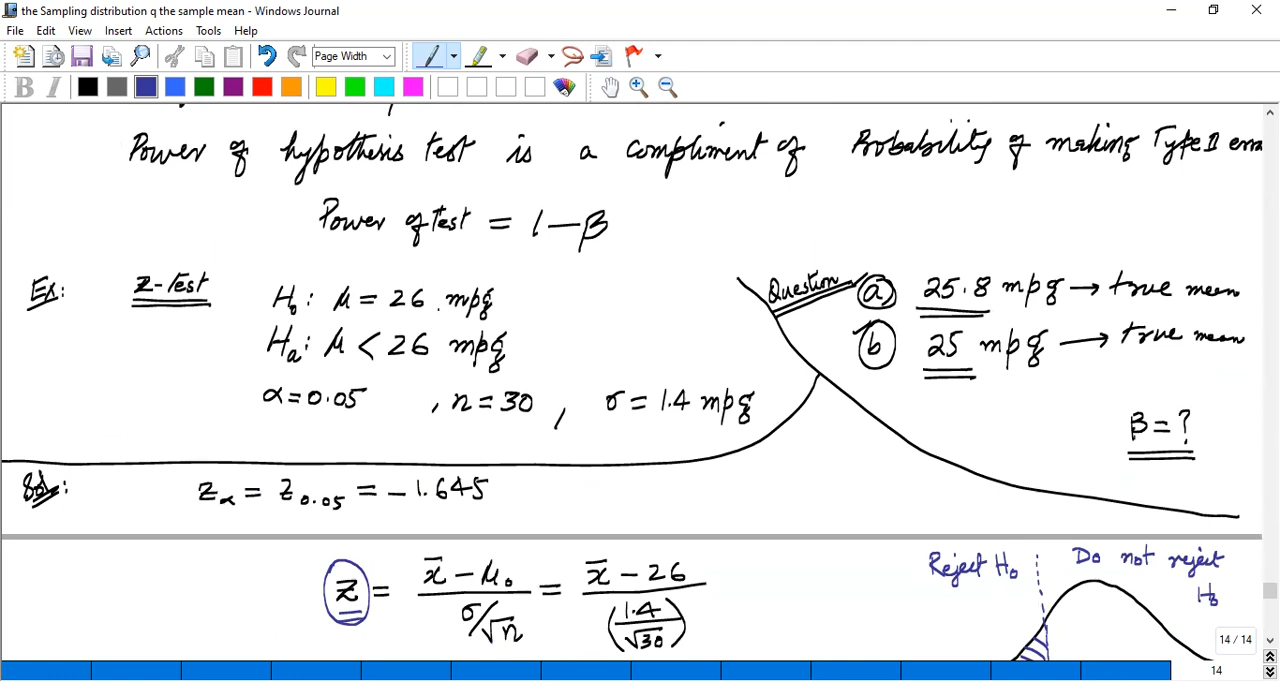 the Sampling distribution q the sample mean - Windows Journal
File Edit View Insert Actions Tools Help
Page Width
B I
Power of hypothesis test is a compliment of Probability of making Type II
Power of test = 1 – β
Ex: Z-Test
H₀: μ = 26 mpg
Hₐ: μ < 26 mpg
α = 0.05 , n = 30 , σ = 1.4 mpg
Question
(a) 25.8 mpg → true mean
(b) 25 mpg → true mean
β = ?
Sol: Z_α = Z_0.05 = – 1.645
Z = (x̄ – μ₀)/(σ/√n) = (x̄ – 26)/(1.4/√30)
Reject H₀ Do not reject H₀
14 / 14
14